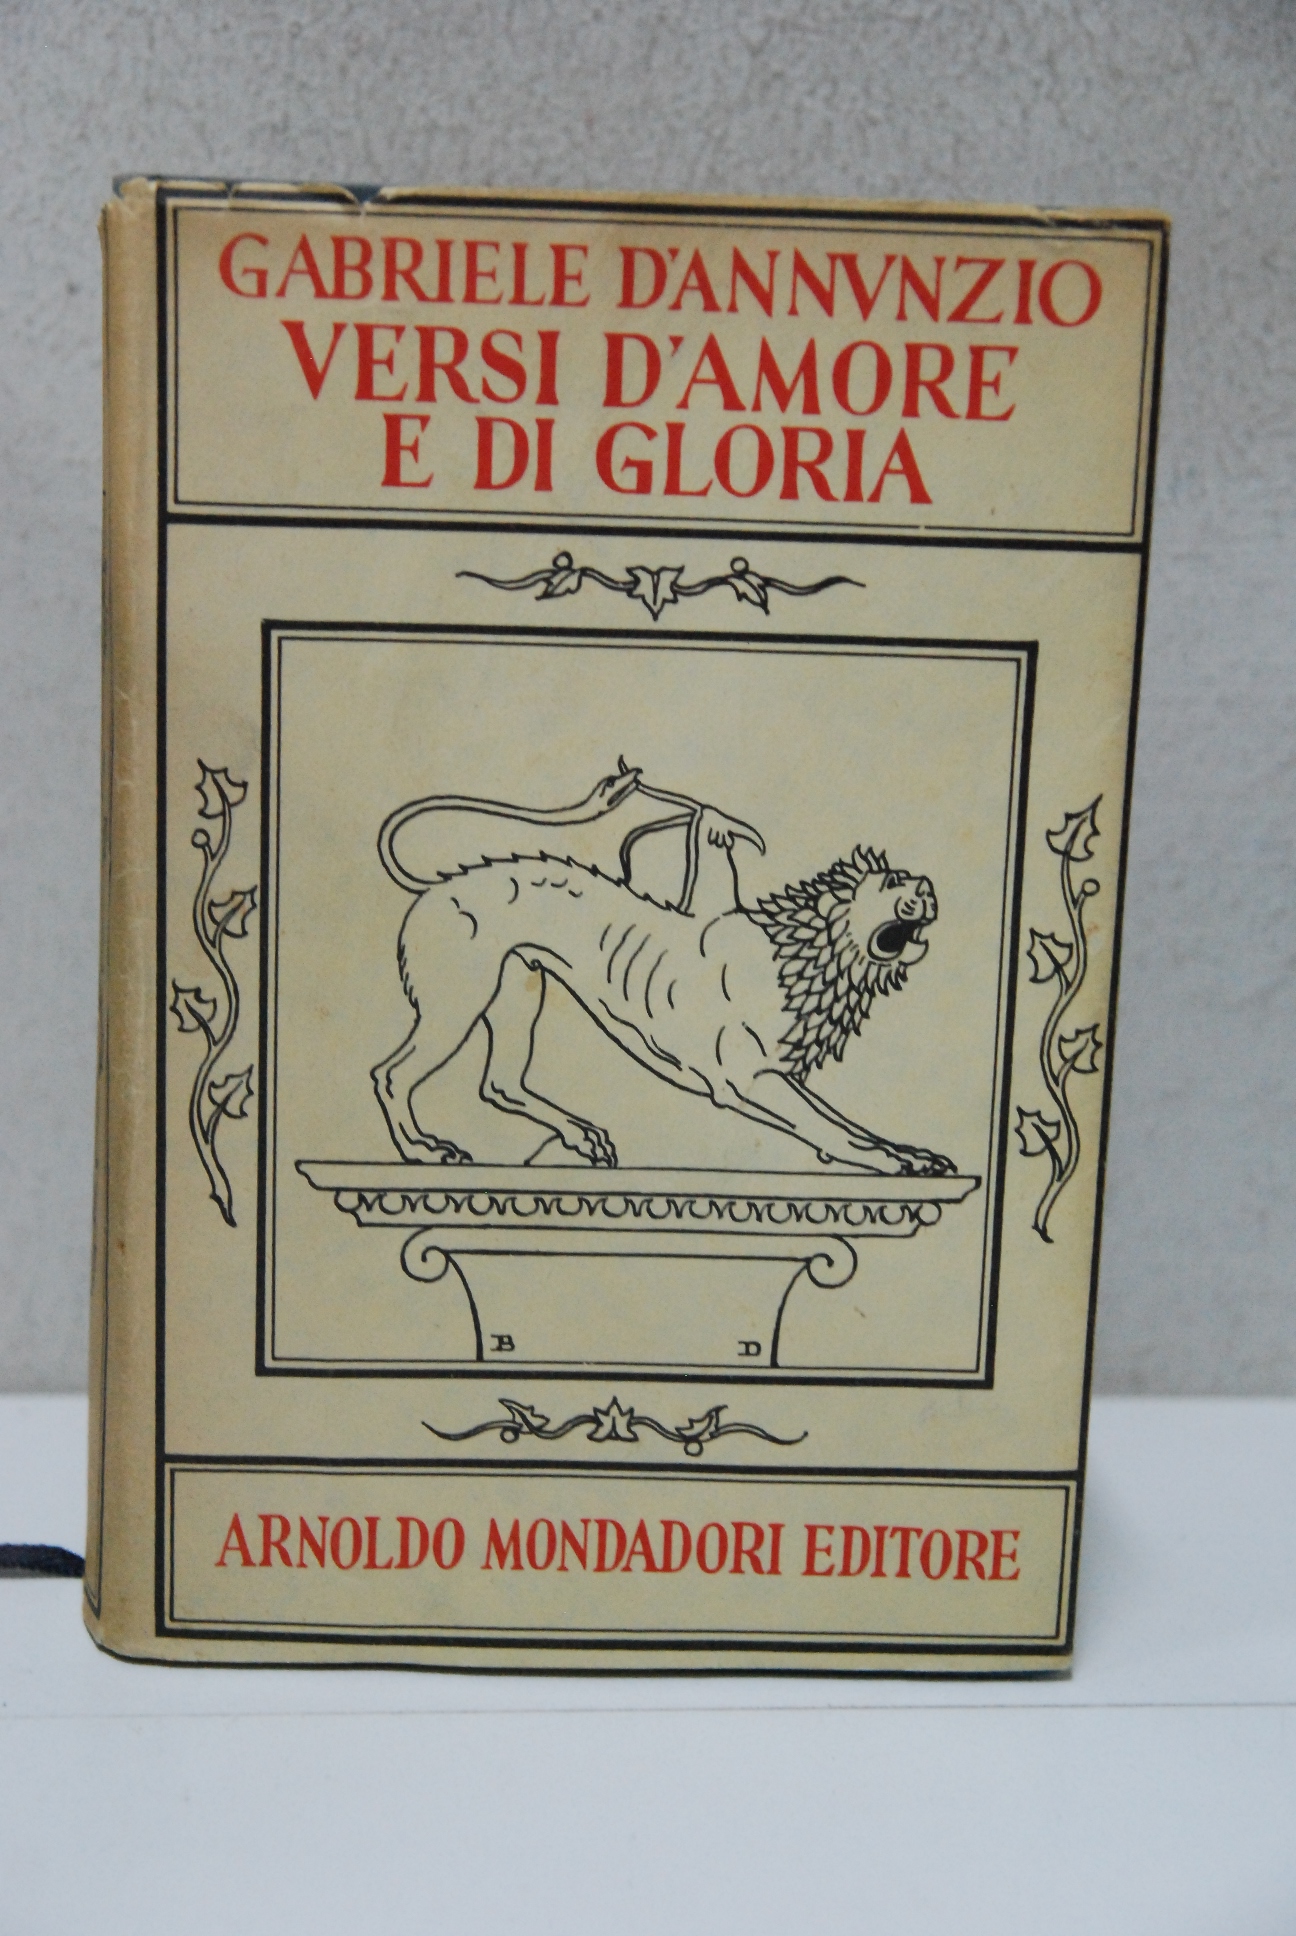 GABRIELE D'ANNVNZIO
VERSI D'AMORE
E DI GLORIA
B D
ARNOLDO MONDADORI EDITORE